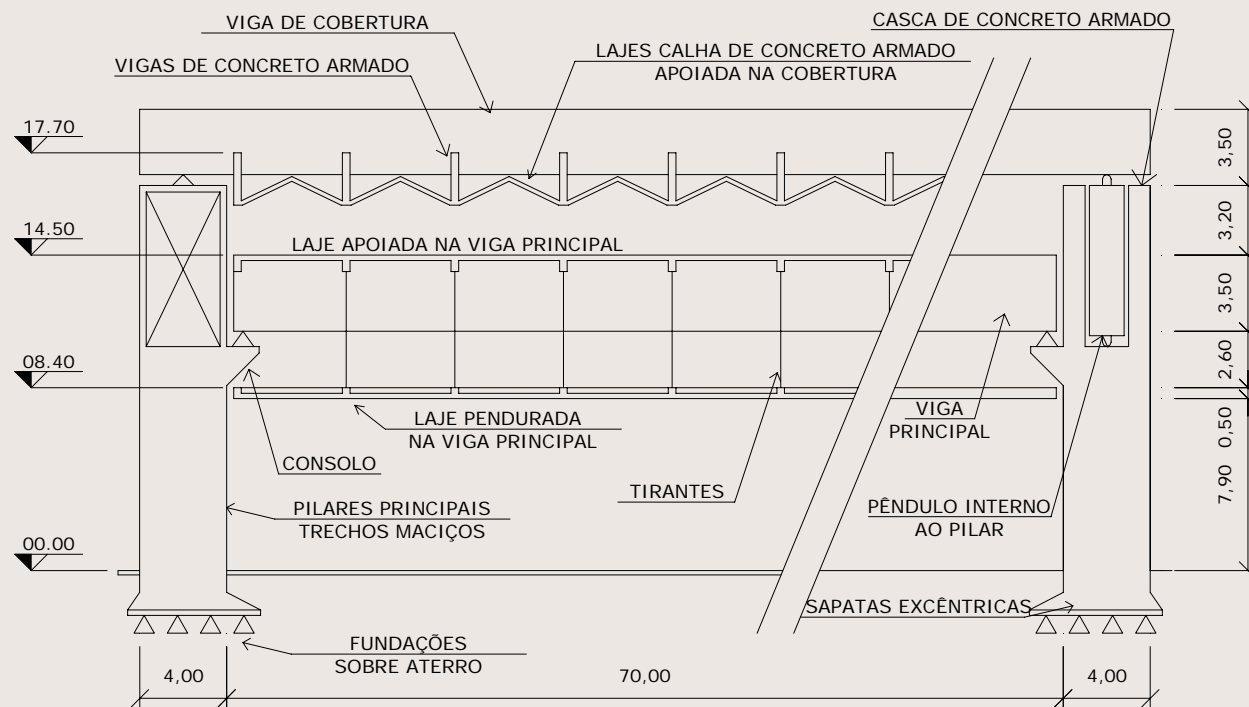 VIGA DE COBERTURA
CASCA DE CONCRETO ARMADO
VIGAS DE CONCRETO ARMADO
LAJES CALHA DE CONCRETO ARMADO
APOIADA NA COBERTURA
17.70
3,50
14.50
LAJE APOIADA NA VIGA PRINCIPAL
3,20
3,50
08.40
2,60
LAJE PENDURADA
NA VIGA PRINCIPAL
VIGA
PRINCIPAL
0,50
CONSOLO
TIRANTES
7,90
PILARES PRINCIPAIS
TRECHOS MACIÇOS
PÊNDULO INTERNO
AO PILAR
00.00
SAPATAS EXCÊNTRICAS
FUNDAÇÕES
SOBRE ATERRO
4,00
70,00
4,00